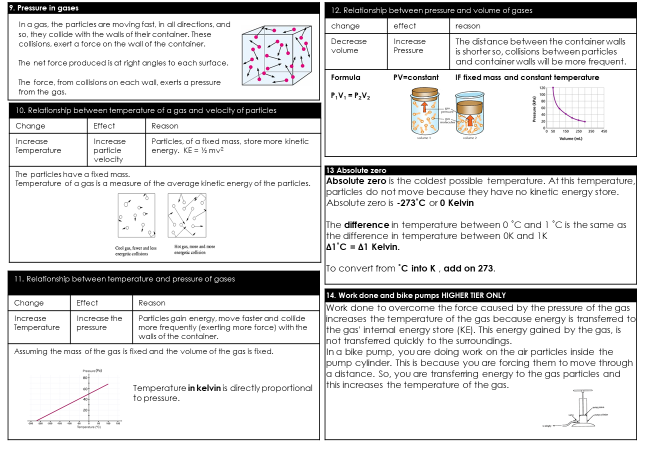 9. Pressure in gases
In a gas, the particles are moving fast, in all directions, and
so, they collide with the walls of their container. These
collisions, exert a force on the wall of the container.
The net force produced is at right angles to each surface.
The force, from collisions on each wall, exerts a pressure
from the gas.
10. Relationship between temperature of a gas and velocity of particles
Change Effect Reason
Increase Temperature
Increase particle velocity
Particles, of a fixed mass, store more kinetic
energy. KE = ½ mv²
The particles have a fixed mass.
Temperature of a gas is a measure of the average kinetic energy of the particles.
Cool gas, fewer and less
energetic collisions
Hot gas, more and more
energetic collisions
11. Relationship between temperature and pressure of gases
Change Effect Reason
Increase Temperature
Increase the pressure
Particles gain energy, move faster and collide
more frequently (exerting more force) with the
walls of the container.
Assuming the mass of the gas is fixed and the volume of the gas is fixed.
Temperature in kelvin is directly proportional
to pressure.
12. Relationship between pressure and volume of gases
change effect reason
Decrease volume
Increase Pressure
The distance between the container walls
is shorter so, collisions between particles
and container walls will be more frequent.
Formula PV=constant IF fixed mass and constant temperature
P₁V₁ = P₂V₂
volume 1 volume 2
Pressure (kPa)
Volume (mL)
13 Absolute zero
Absolute zero is the coldest possible temperature. At this temperature,
particles do not move because they have no kinetic energy store.
Absolute zero is -273˚C or 0 Kelvin
The difference in temperature between 0 ˚C and 1 ˚C is the same as
the difference in temperature between 0K and 1K
Δ1˚C = Δ1 Kelvin.
To convert from ˚C into K , add on 273.
14. Work done and bike pumps HIGHER TIER ONLY
Work done to overcome the force caused by the pressure of the gas
increases the temperature of the gas because energy is transferred to
the gas' internal energy store (KE). This energy gained by the gas, is
not transferred quickly to the surroundings.
In a bike pump, you are doing work on the air particles inside the
pump cylinder. This is because you are forcing them to move through
a distance. So, you are transferring energy to the gas particles and
this increases the temperature of the gas.